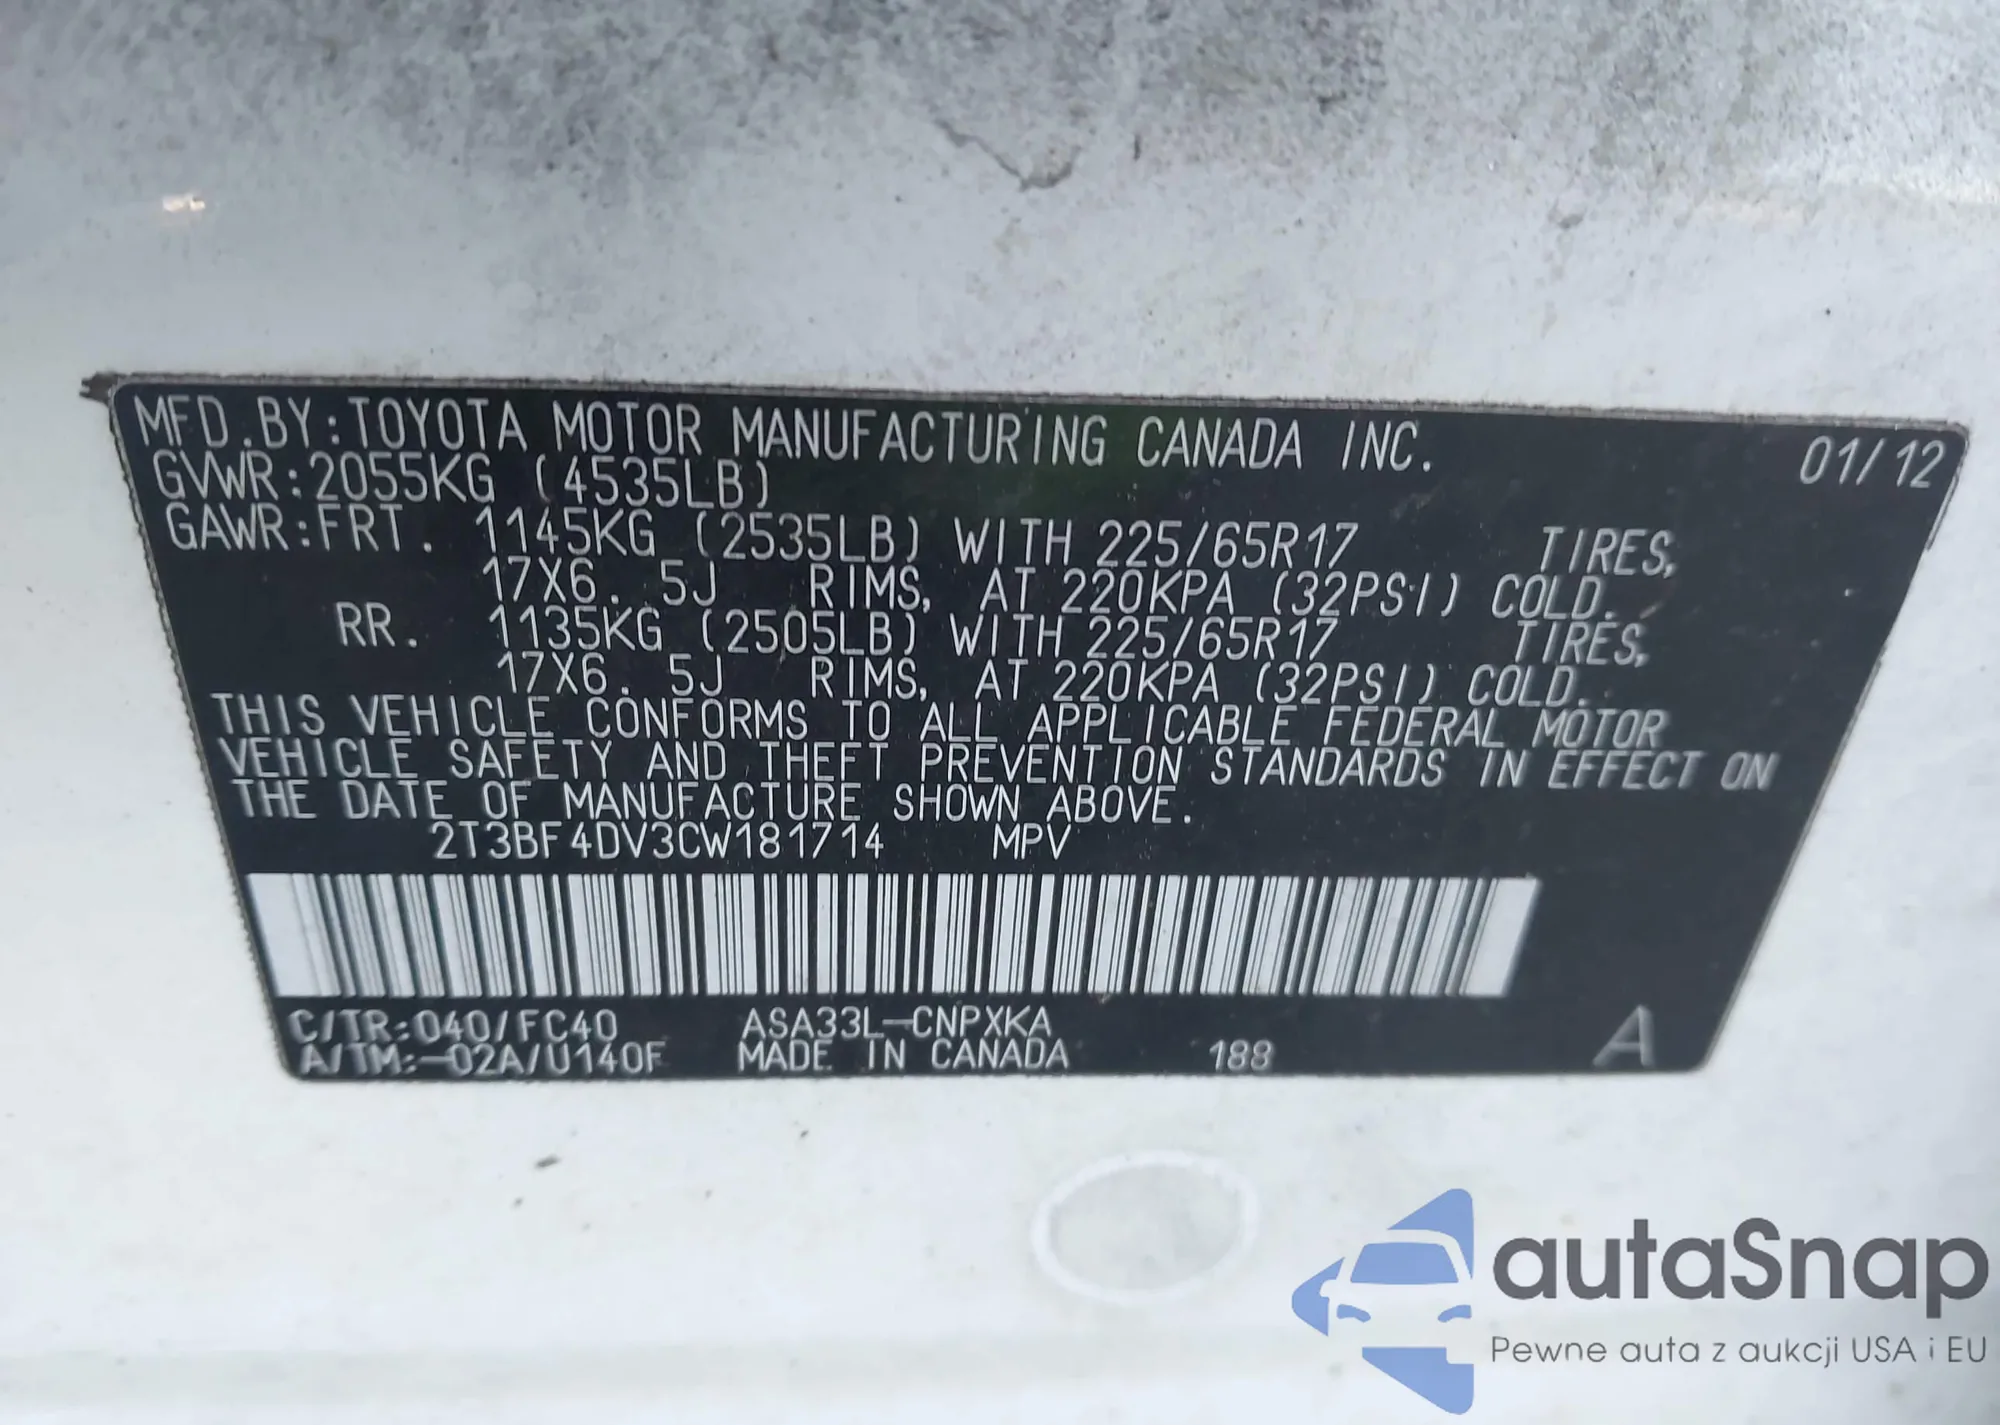 MFD.BY:TOYOTA MOTOR MANUFACTURING CANADA INC. 01/12
GVWR:2055KG (4535LB)
GAWR:FRT. 1145KG (2535LB) WITH 225/65R17 TIRES,
17X6.5J RIMS, AT 220KPA (32PSI) COLD.
RR. 1135KG (2505LB) WITH 225/65R17 TIRES,
17X6.5J RIMS, AT 220KPA (32PSI) COLD.
THIS VEHICLE CONFORMS TO ALL APPLICABLE FEDERAL MOTOR
VEHICLE SAFETY AND THEFT PREVENTION STANDARDS IN EFFECT ON
THE DATE OF MANUFACTURE SHOWN ABOVE.
2T3BF4DV3CW181714 MPV
C/TR:040/FC40 ASA33L-CNPXKA
A/TM:-02A/U140F MADE IN CANADA 188 A
autaSnap
Pewne auta z aukcji USA i EU